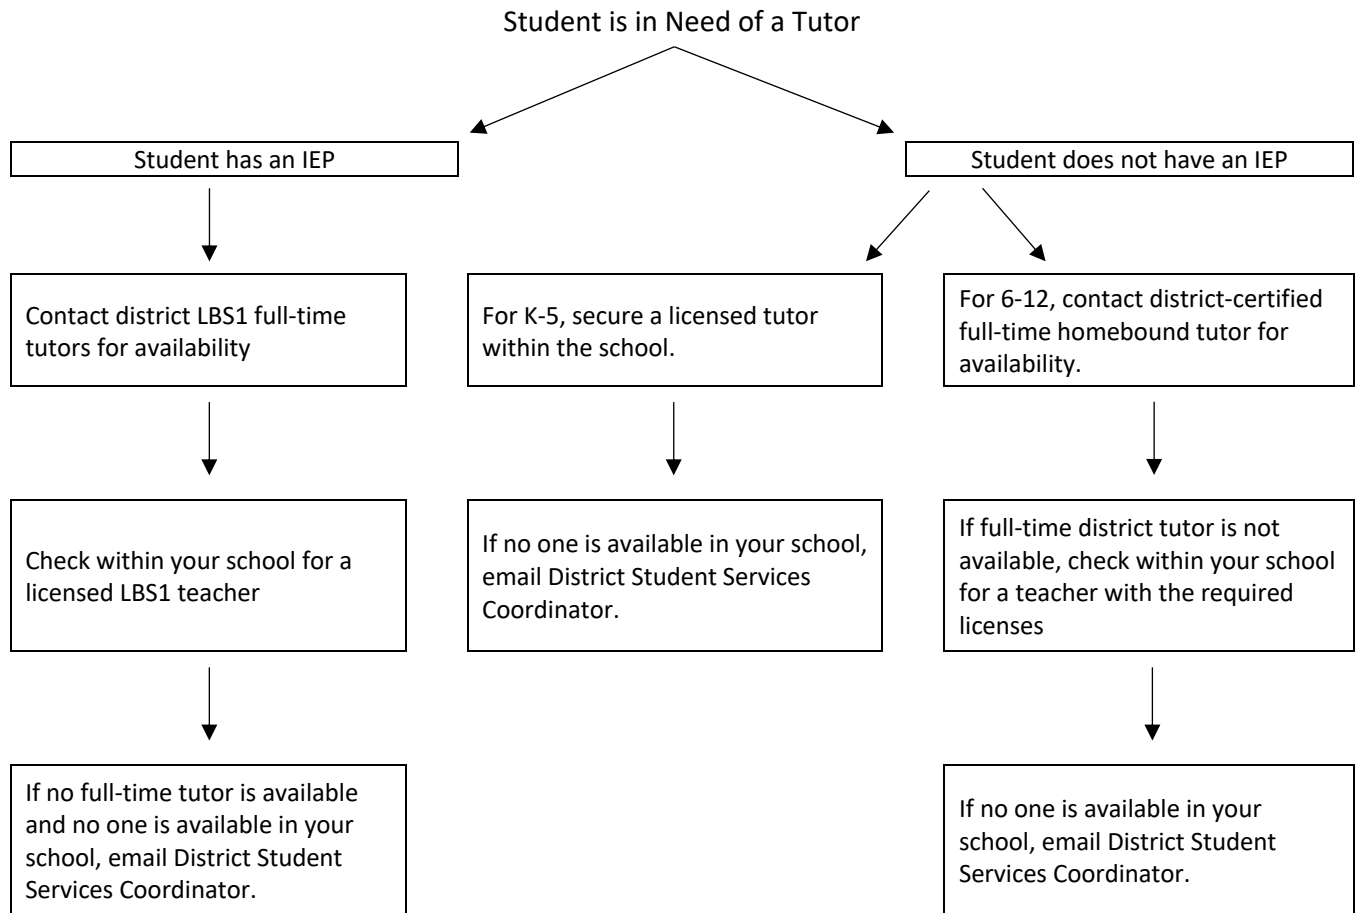 Student is in Need of a Tutor
Student has an IEP
Student does not have an IEP
Contact district LBS1 full-time
tutors for availability
For K-5, secure a licensed tutor
within the school.
For 6-12, contact district-certified
full-time homebound tutor for
availability.
Check within your school for a
licensed LBS1 teacher
If no one is available in your school,
email District Student Services
Coordinator.
If full-time district tutor is not
available, check within your school
for a teacher with the required
licenses
If no full-time tutor is available
and no one is available in your
school, email District Student
Services Coordinator.
If no one is available in your
school, email District Student
Services Coordinator.